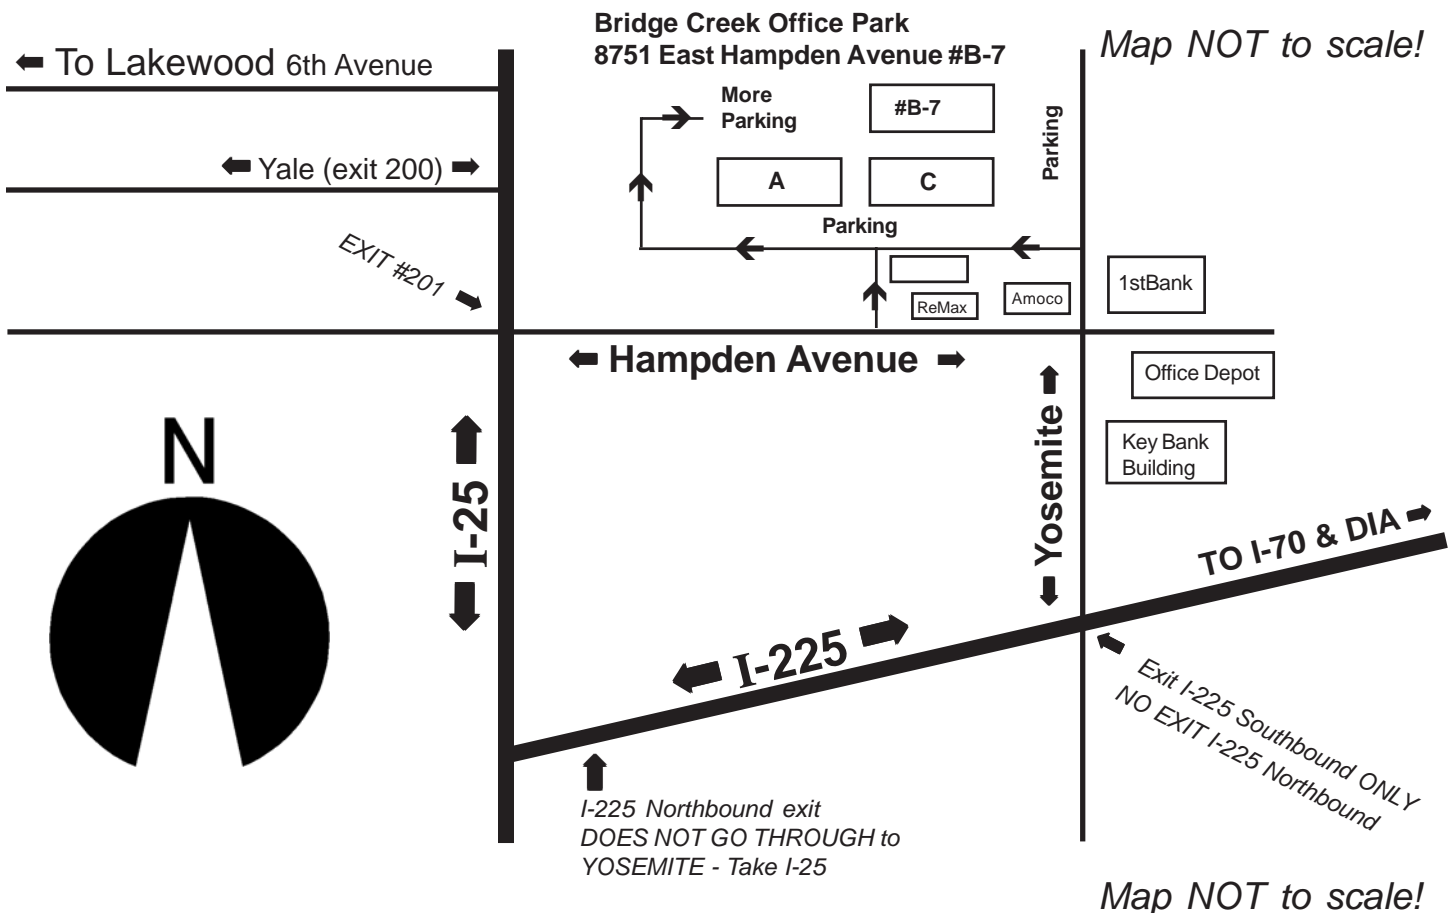 Bridge Creek Office Park
8751 East Hampden Avenue #B-7
Map NOT to scale!
To Lakewood 6th Avenue
More
Parking
#B-7
Parking
Yale (exit 200)
A
C
Parking
EXIT #201
1stBank
ReMax
Amoco
Hampden Avenue
Office Depot
N
I-25
Yosemite
Key Bank
Building
TO I-70 & DIA
I-225
Exit I-225 Southbound ONLY
NO EXIT I-225 Northbound
I-225 Northbound exit
DOES NOT GO THROUGH to
YOSEMITE - Take I-25
Map NOT to scale!